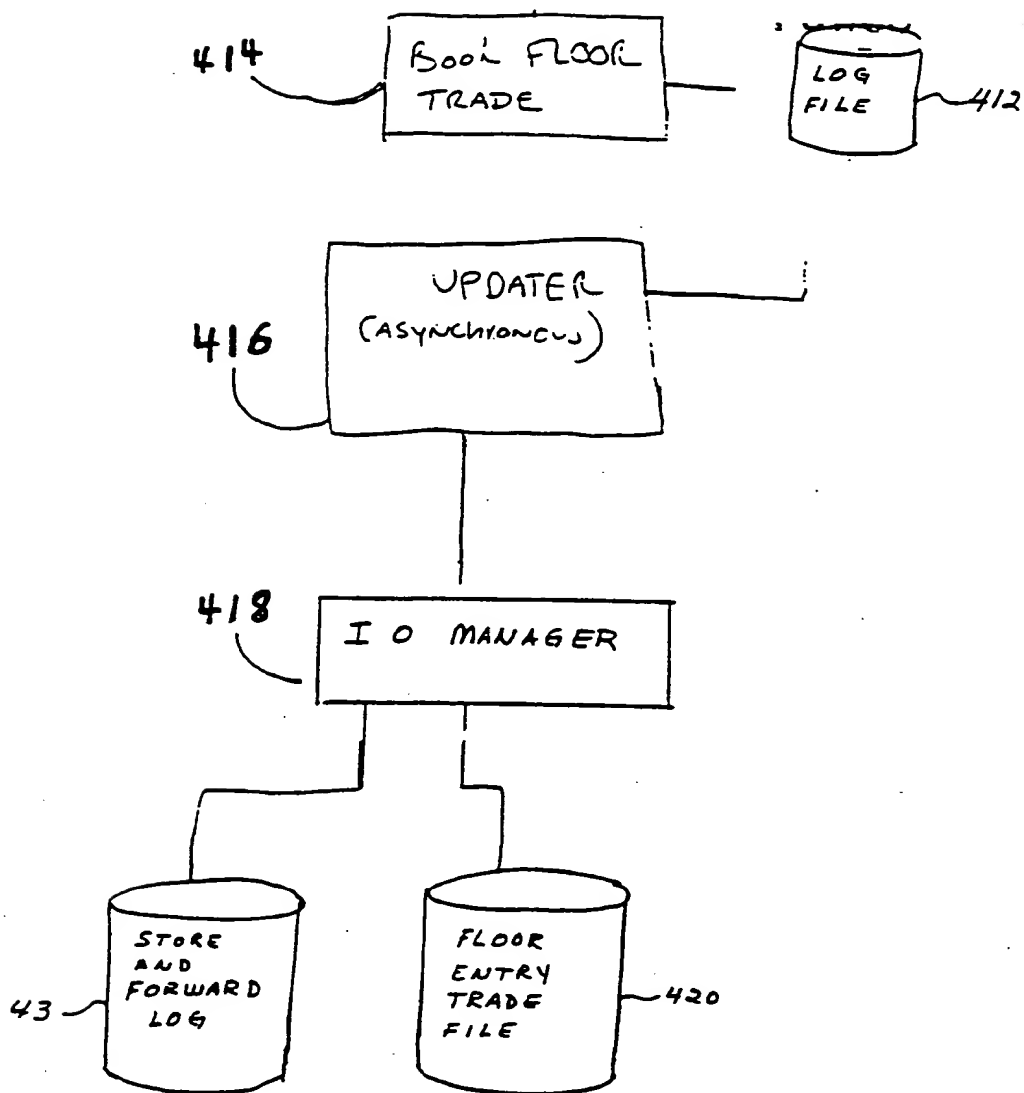 414
BOOK FLOOR
TRADE
LOG
FILE
412
UPDATER
(ASYNCHRONOUS)
416
418
I O MANAGER
STORE
AND
FORWARD
LOG
43
FLOOR
ENTRY
TRADE
FILE
420